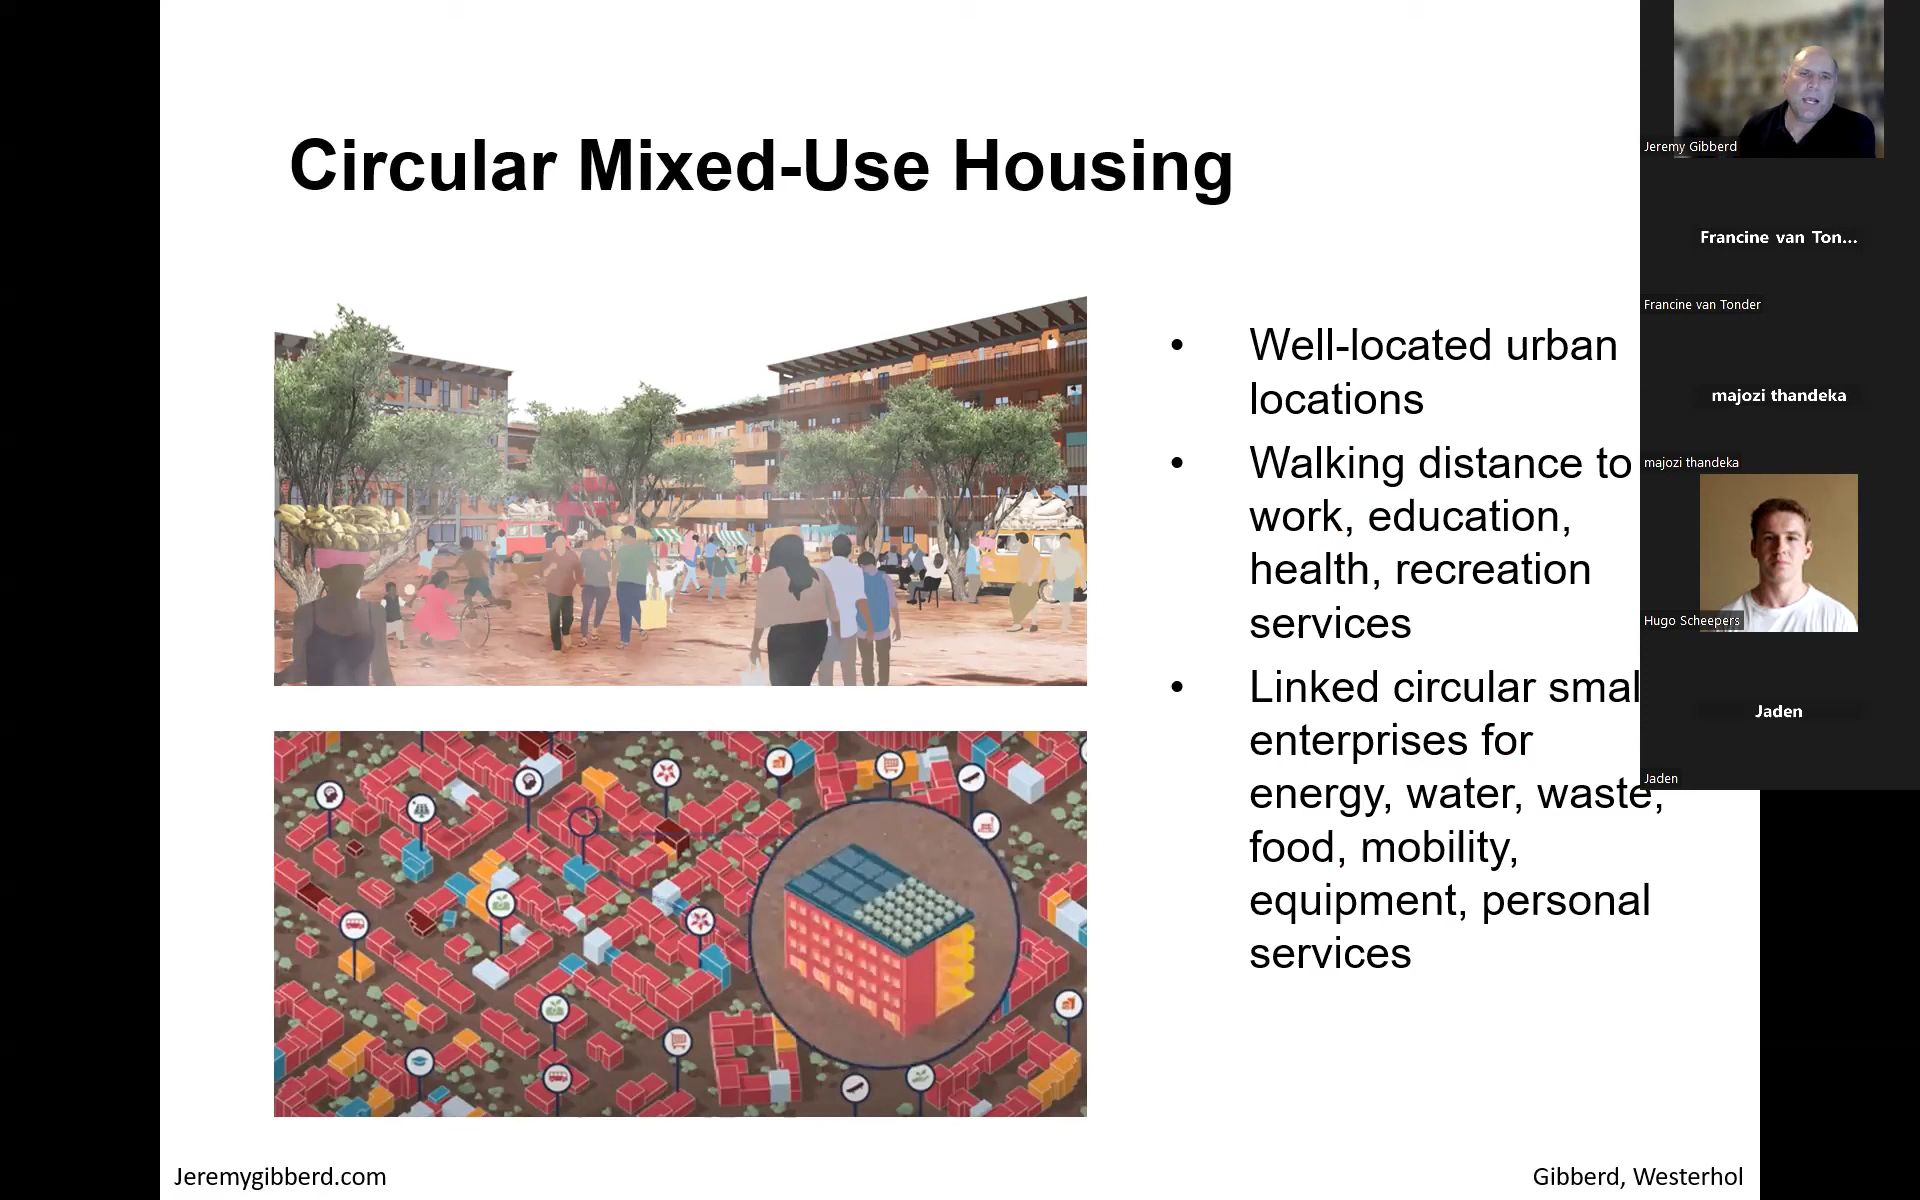 Circular Mixed-Use Housing
• Well-located urban
locations
• Walking distance to
work, education,
health, recreation
services
• Linked circular smal
enterprises for
energy, water, waste,
food, mobility,
equipment, personal
services
Jeremygibberd.com
Gibberd, Westerhol
Jeremy Gibberd
Francine van Ton...
Francine van Tonder
majozi thandeka
majozi thandeka
Hugo Scheepers
Jaden
Jaden